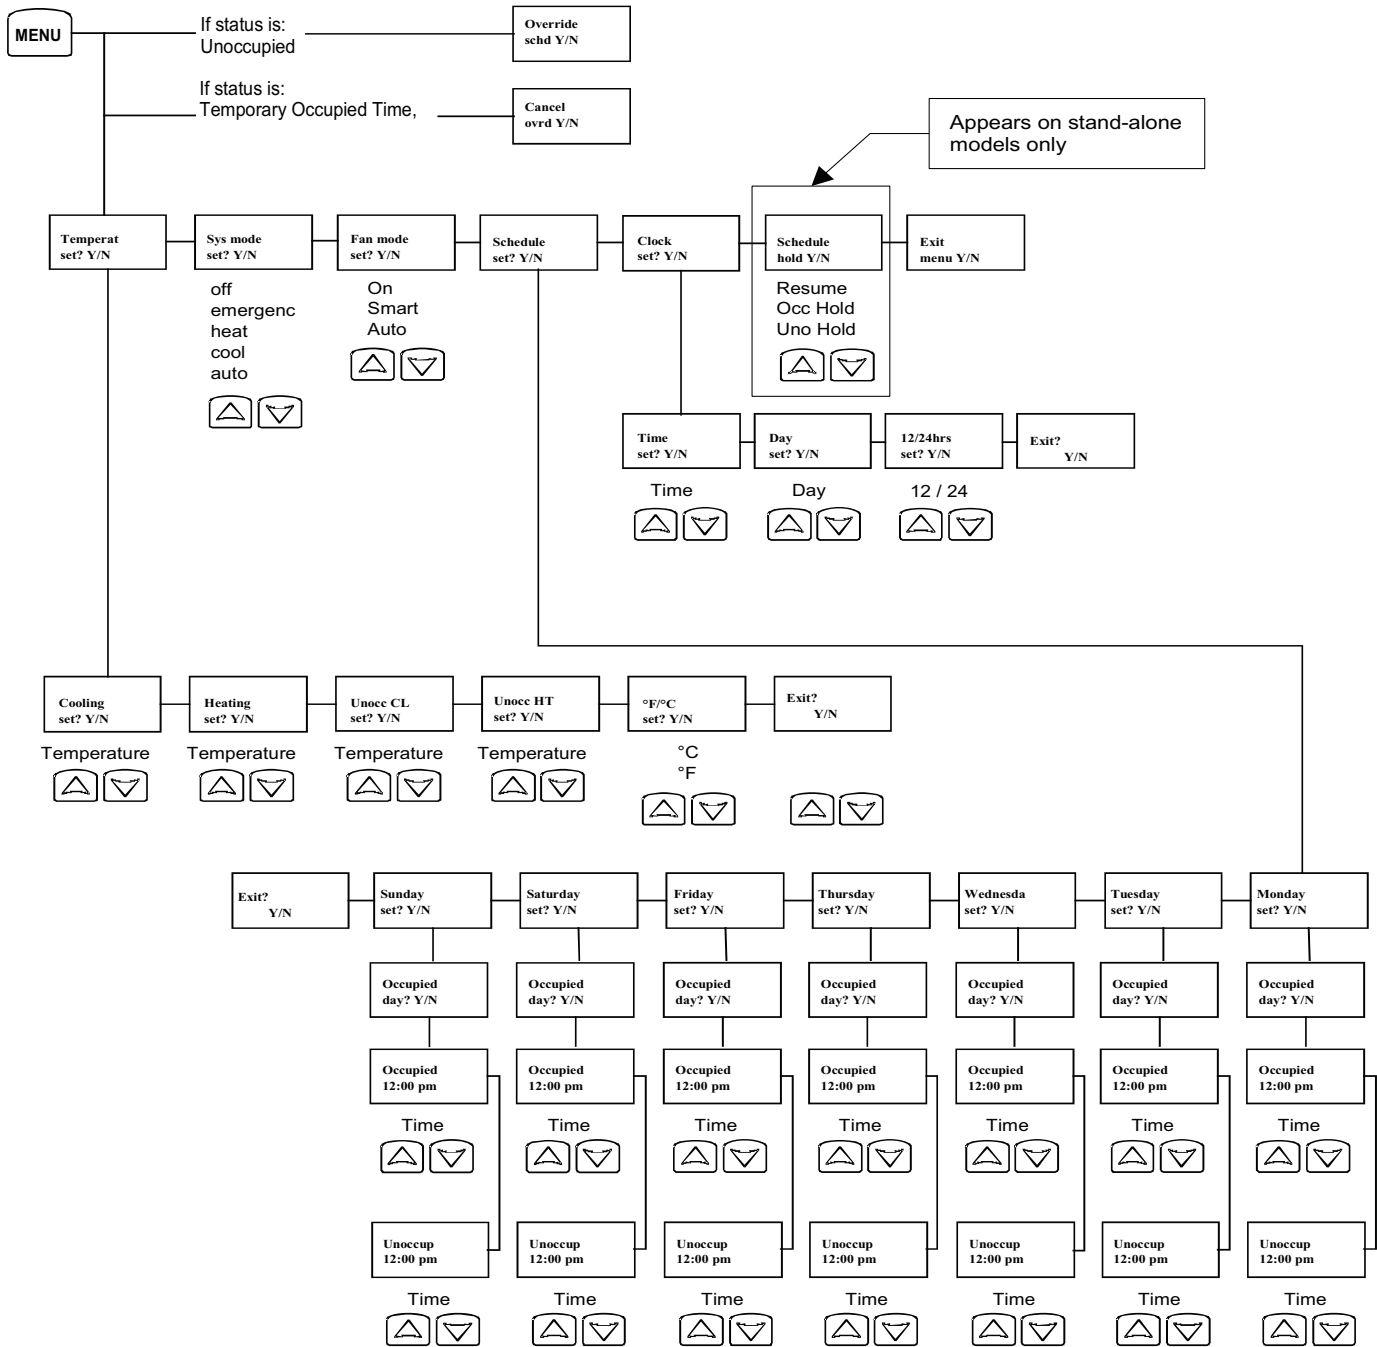 MENU
If status is:
Unoccupied
Override
schd Y/N
If status is:
Temporary Occupied Time,
Cancel
ovrd Y/N
Appears on stand-alone
models only
Temperat
set? Y/N
Sys mode
set? Y/N
Fan mode
set? Y/N
Schedule
set? Y/N
Clock
set? Y/N
Schedule
hold Y/N
Exit
menu Y/N
off
emergenc
heat
cool
auto
On
Smart
Auto
Resume
Occ Hold
Uno Hold
Time
set? Y/N
Day
set? Y/N
12/24hrs
set? Y/N
Exit?
Y/N
Time
Day
12 / 24
Cooling
set? Y/N
Heating
set? Y/N
Unocc CL
set? Y/N
Unocc HT
set? Y/N
°F/°C
set? Y/N
Exit?
Y/N
Temperature
Temperature
Temperature
Temperature
°C
°F
Exit?
Y/N
Sunday
set? Y/N
Saturday
set? Y/N
Friday
set? Y/N
Thursday
set? Y/N
Wednesda
set? Y/N
Tuesday
set? Y/N
Monday
set? Y/N
Occupied
day? Y/N
Occupied
day? Y/N
Occupied
day? Y/N
Occupied
day? Y/N
Occupied
day? Y/N
Occupied
day? Y/N
Occupied
day? Y/N
Occupied
12:00 pm
Occupied
12:00 pm
Occupied
12:00 pm
Occupied
12:00 pm
Occupied
12:00 pm
Occupied
12:00 pm
Occupied
12:00 pm
Time
Time
Time
Time
Time
Time
Time
Unoccup
12:00 pm
Unoccup
12:00 pm
Unoccup
12:00 pm
Unoccup
12:00 pm
Unoccup
12:00 pm
Unoccup
12:00 pm
Unoccup
12:00 pm
Time
Time
Time
Time
Time
Time
Time